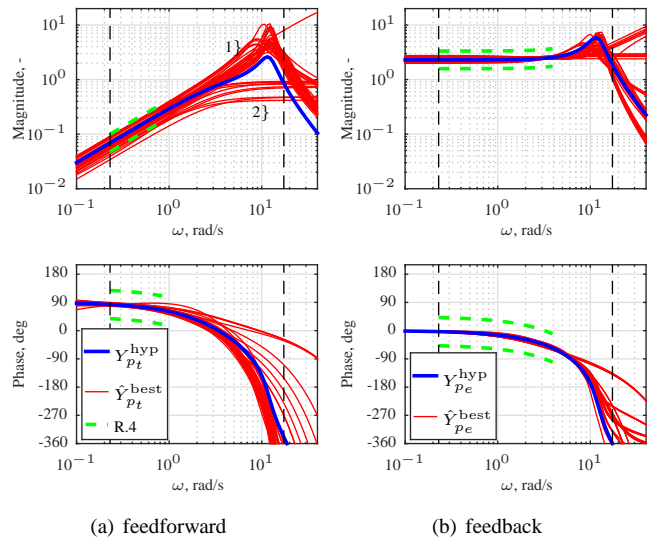 10^1
10^0
10^-1
10^-2
Magnitude, -
1}
2}
10^-1
10^0
10^1
ω, rad/s
10^2
10^1
10^0
10^-1
10^-2
Magnitude, -
10^-1
10^0
10^1
ω, rad/s
180
90
0
-90
-180
-270
-360
Phase, deg
Y_{p_t}^{hyp}
Ŷ_{p_t}^{best}
R.4
10^-1
10^0
10^1
ω, rad/s
180
90
0
-90
-180
-270
-360
Phase, deg
Y_{p_e}^{hyp}
Ŷ_{p_e}^{best}
10^-1
10^0
10^1
ω, rad/s
(a) feedforward
(b) feedback